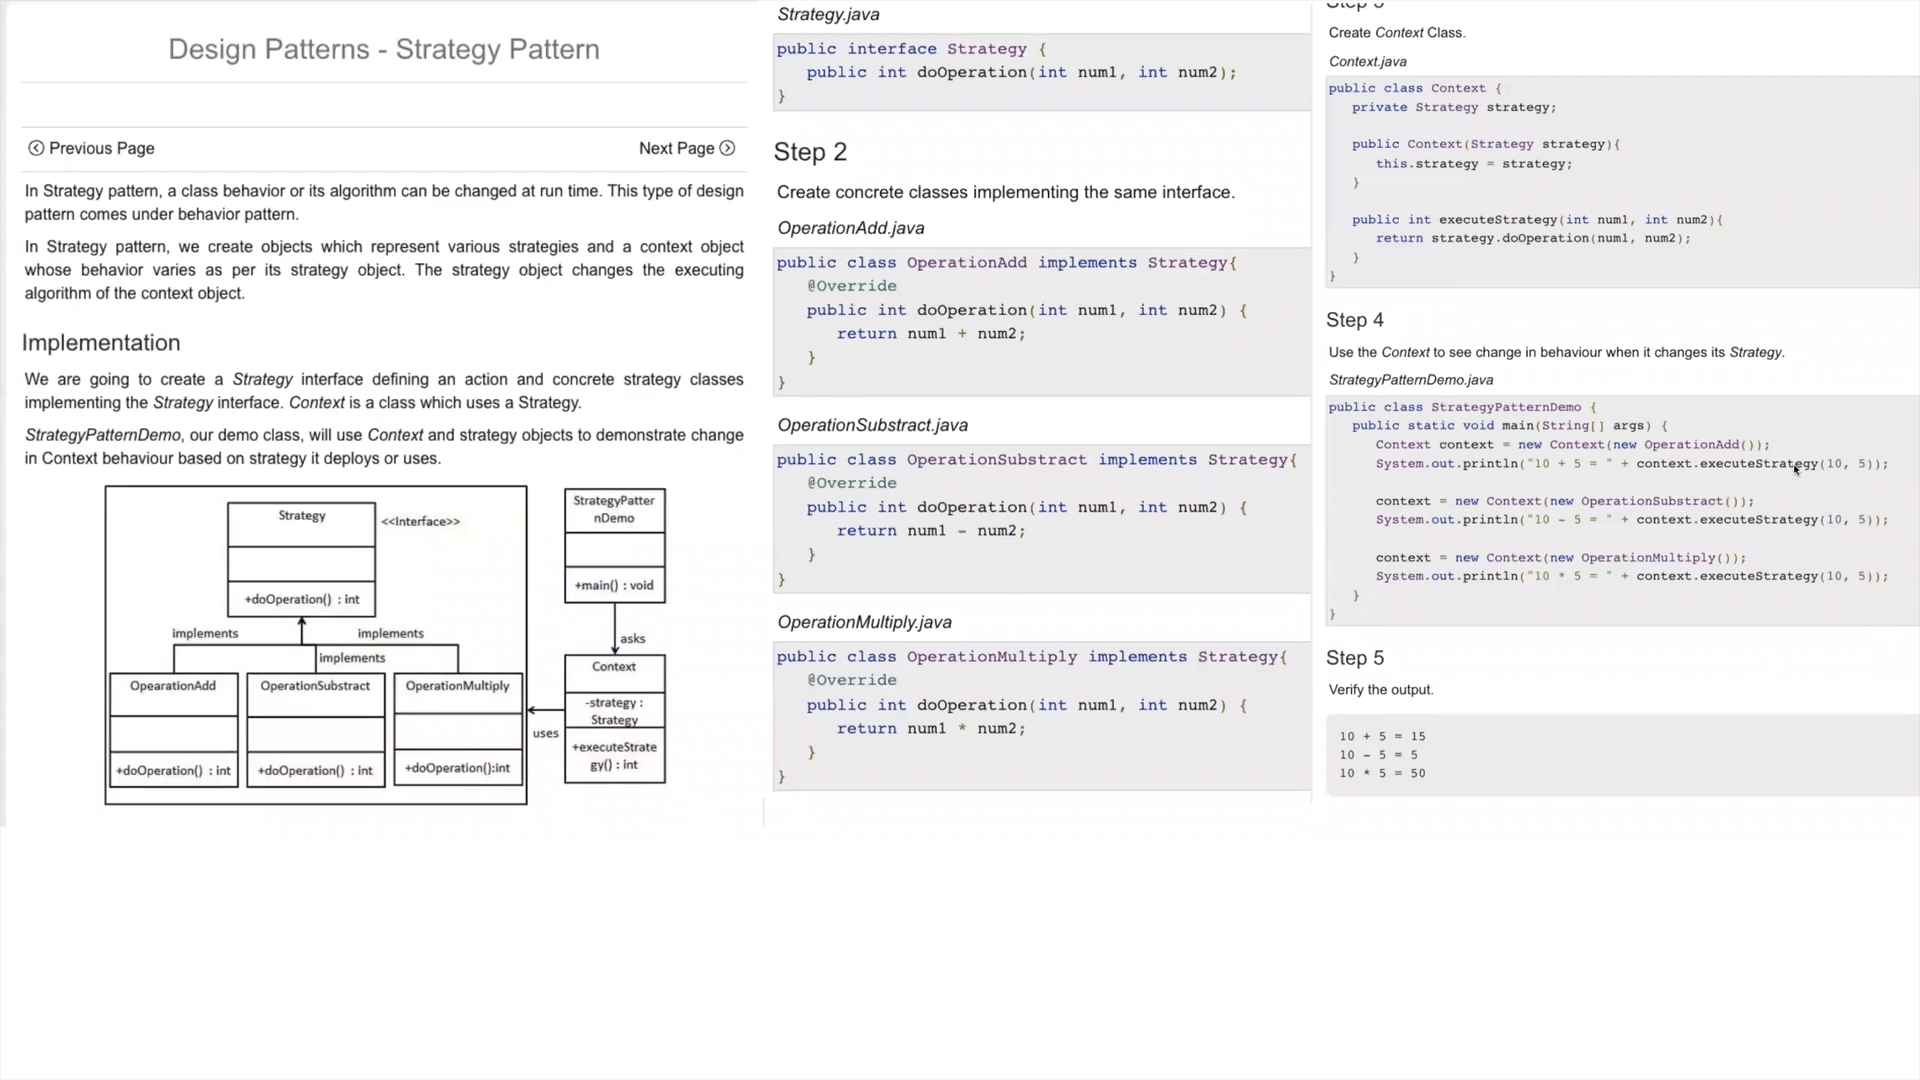 Design Patterns - Strategy Pattern
Previous Page
Next Page
In Strategy pattern, a class behavior or its algorithm can be changed at run time. This type of design
pattern comes under behavior pattern.
In Strategy pattern, we create objects which represent various strategies and a context object
whose behavior varies as per its strategy object. The strategy object changes the executing
algorithm of the context object.
Implementation
We are going to create a Strategy interface defining an action and concrete strategy classes
implementing the Strategy interface. Context is a class which uses a Strategy.
StrategyPatternDemo, our demo class, will use Context and strategy objects to demonstrate change
in Context behaviour based on strategy it deploys or uses.
Strategy
<<Interface>>
+doOperation() : int
implements
implements
implements
OpearationAdd
+doOperation() : int
OperationSubstract
+doOperation() : int
OperationMultiply
+doOperation():int
StrategyPatter
nDemo
+main() : void
asks
Context
-strategy :
Strategy
+executeStrate
gy() : int
uses
Strategy.java
public interface Strategy {
public int doOperation(int num1, int num2);
}
Step 2
Create concrete classes implementing the same interface.
OperationAdd.java
public class OperationAdd implements Strategy{
@Override
public int doOperation(int num1, int num2) {
return num1 + num2;
}
}
OperationSubstract.java
public class OperationSubstract implements Strategy{
@Override
public int doOperation(int num1, int num2) {
return num1 - num2;
}
}
OperationMultiply.java
public class OperationMultiply implements Strategy{
@Override
public int doOperation(int num1, int num2) {
return num1 * num2;
}
}
Step 3
Create Context Class.
Context.java
public class Context {
private Strategy strategy;
public Context(Strategy strategy){
this.strategy = strategy;
}
public int executeStrategy(int num1, int num2){
return strategy.doOperation(num1, num2);
}
}
Step 4
Use the Context to see change in behaviour when it changes its Strategy.
StrategyPatternDemo.java
public class StrategyPatternDemo {
public static void main(String[] args) {
Context context = new Context(new OperationAdd());
System.out.println("10 + 5 = " + context.executeStrategy(10, 5));
context = new Context(new OperationSubstract());
System.out.println("10 - 5 = " + context.executeStrategy(10, 5));
context = new Context(new OperationMultiply());
System.out.println("10 * 5 = " + context.executeStrategy(10, 5));
}
}
Step 5
Verify the output.
10 + 5 = 15
10 - 5 = 5
10 * 5 = 50